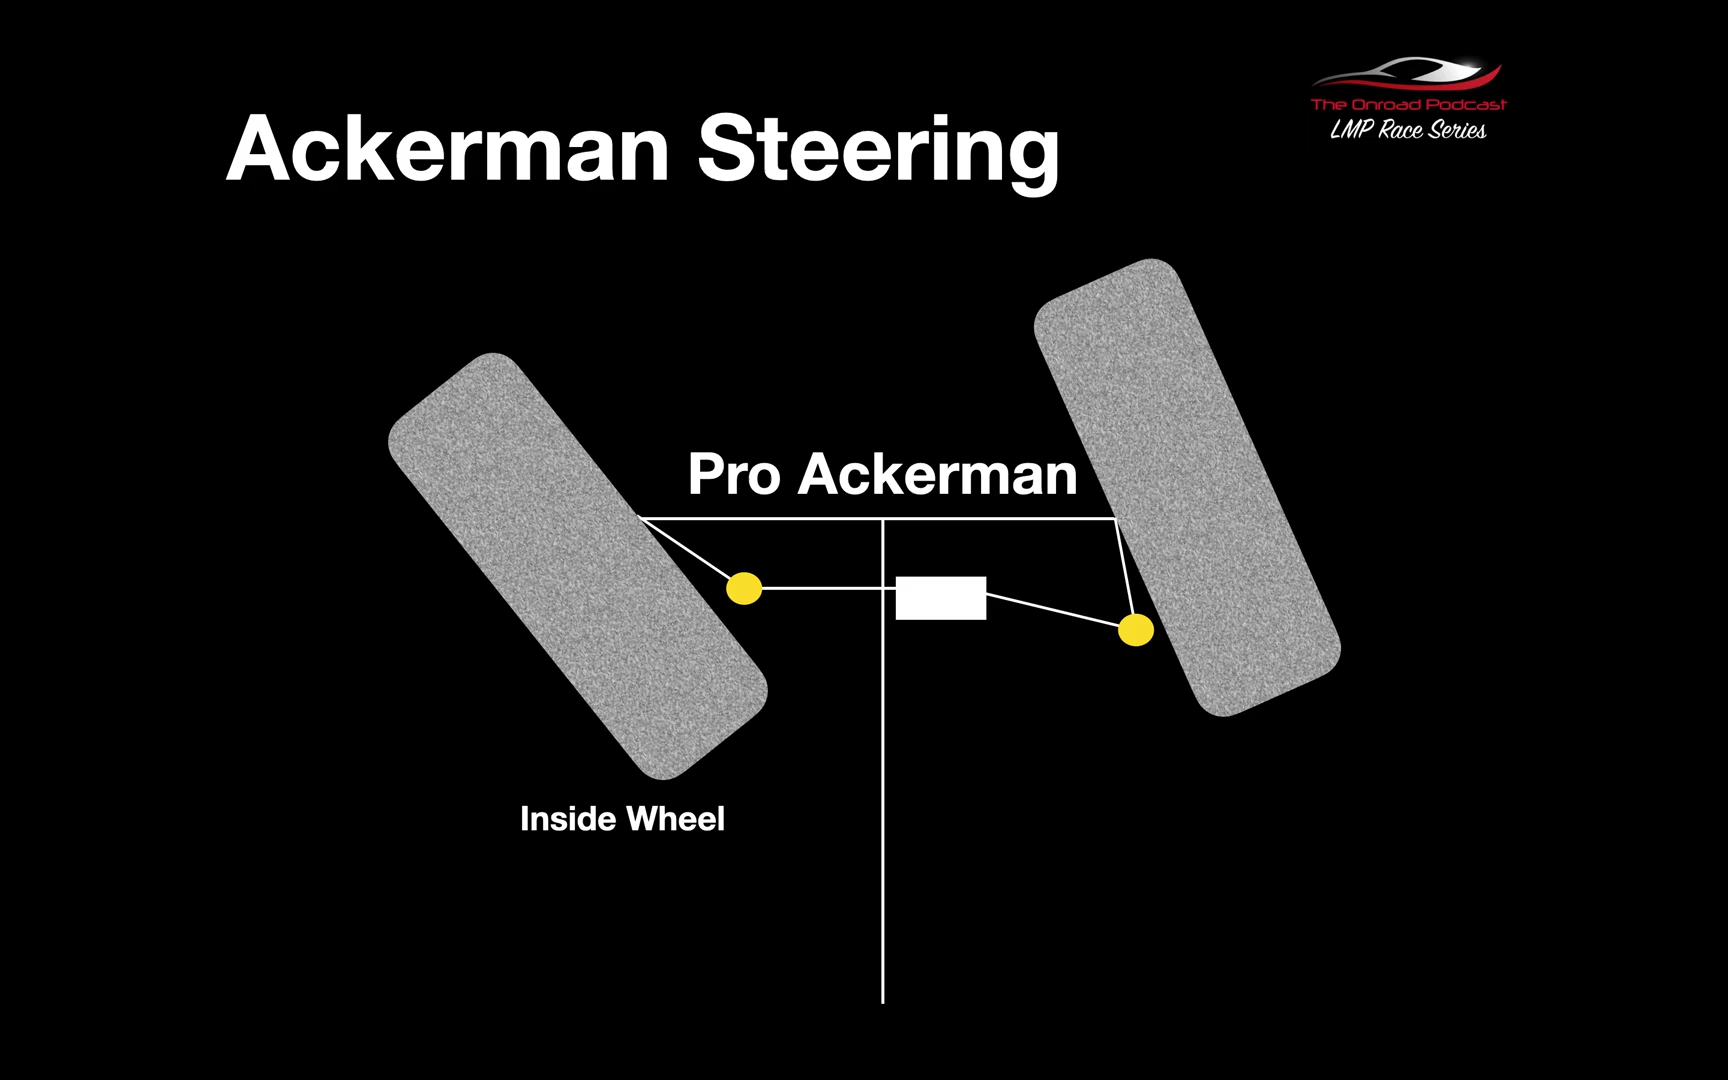 The Onroad Podcast
LMP Race Series
Ackerman Steering
Pro Ackerman
Inside Wheel